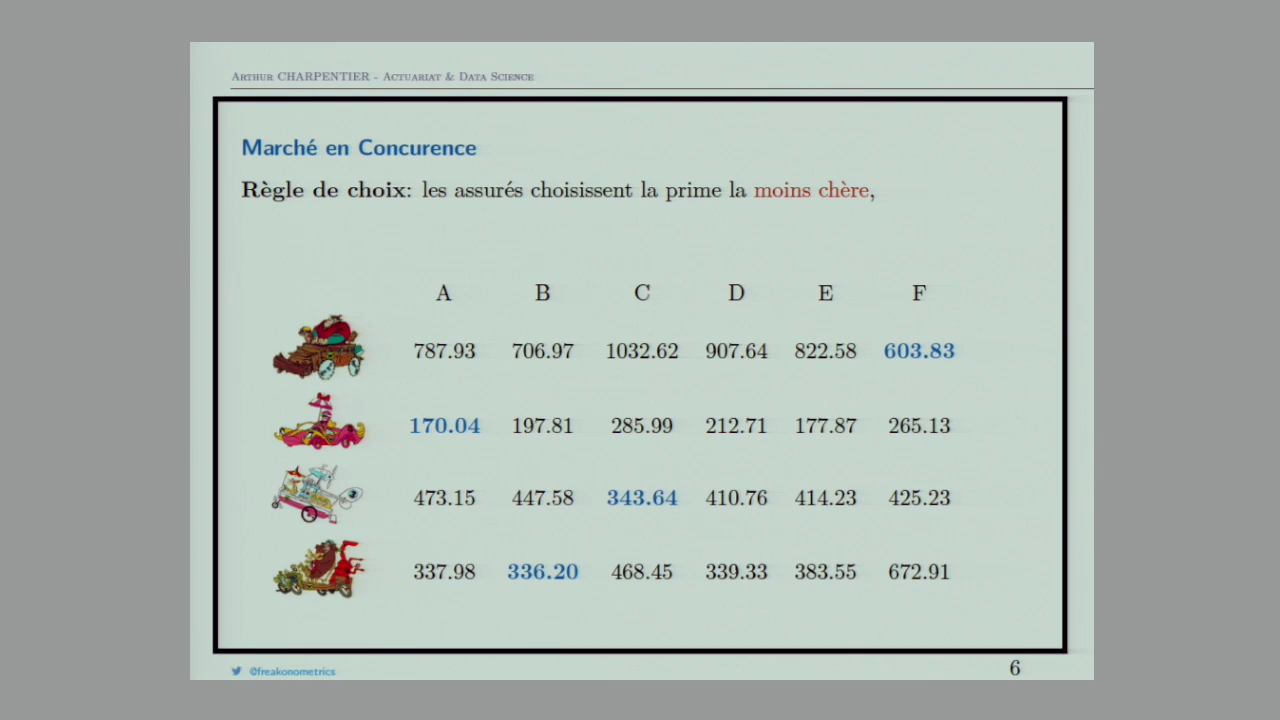 Arthur CHARPENTIER - Actuariat & Data Science
Marché en Concurence
Règle de choix: les assurés choisissent la prime la moins chère,
A B C D E F
787.93 706.97 1032.62 907.64 822.58 603.83
170.04 197.81 285.99 212.71 177.87 265.13
473.15 447.58 343.64 410.76 414.23 425.23
337.98 336.20 468.45 339.33 383.55 672.91
@freakonometrics 6